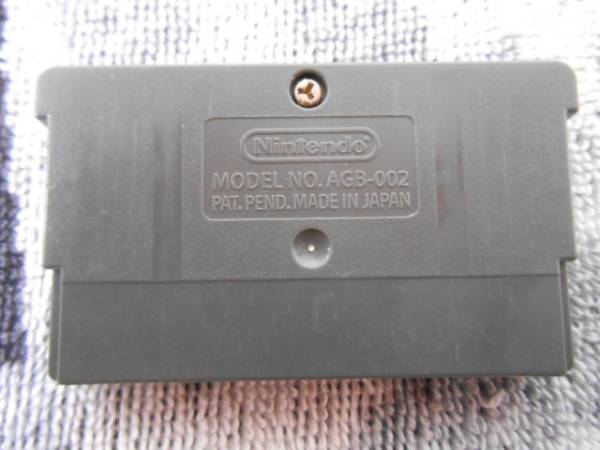 Nintendo
MODEL NO. AGB-002
PAT. PEND. MADE IN JAPAN